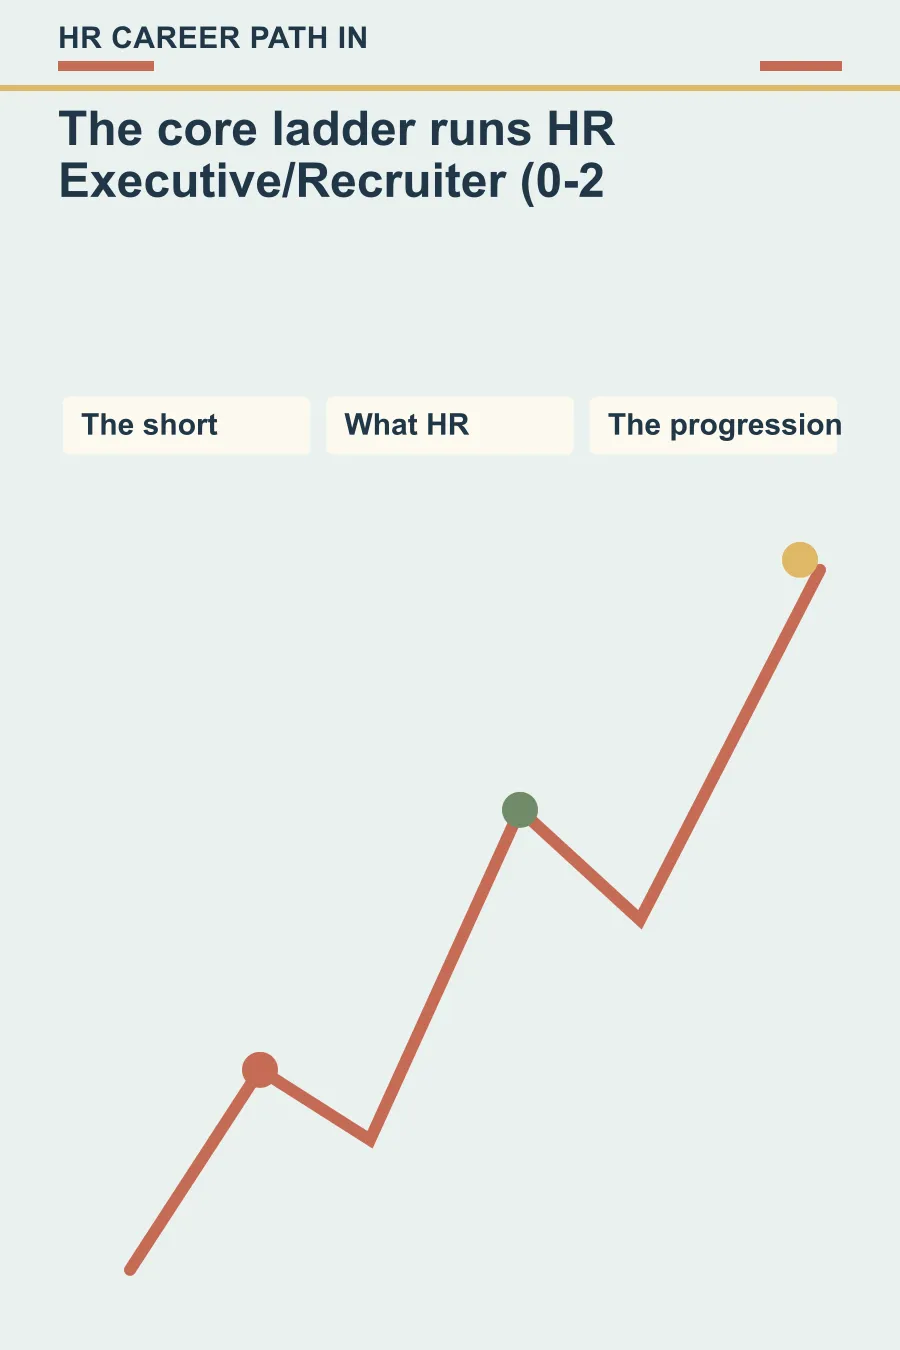 HR CAREER PATH IN
The core ladder runs HR
Executive/Recruiter (0-2
The short
What HR
The progression